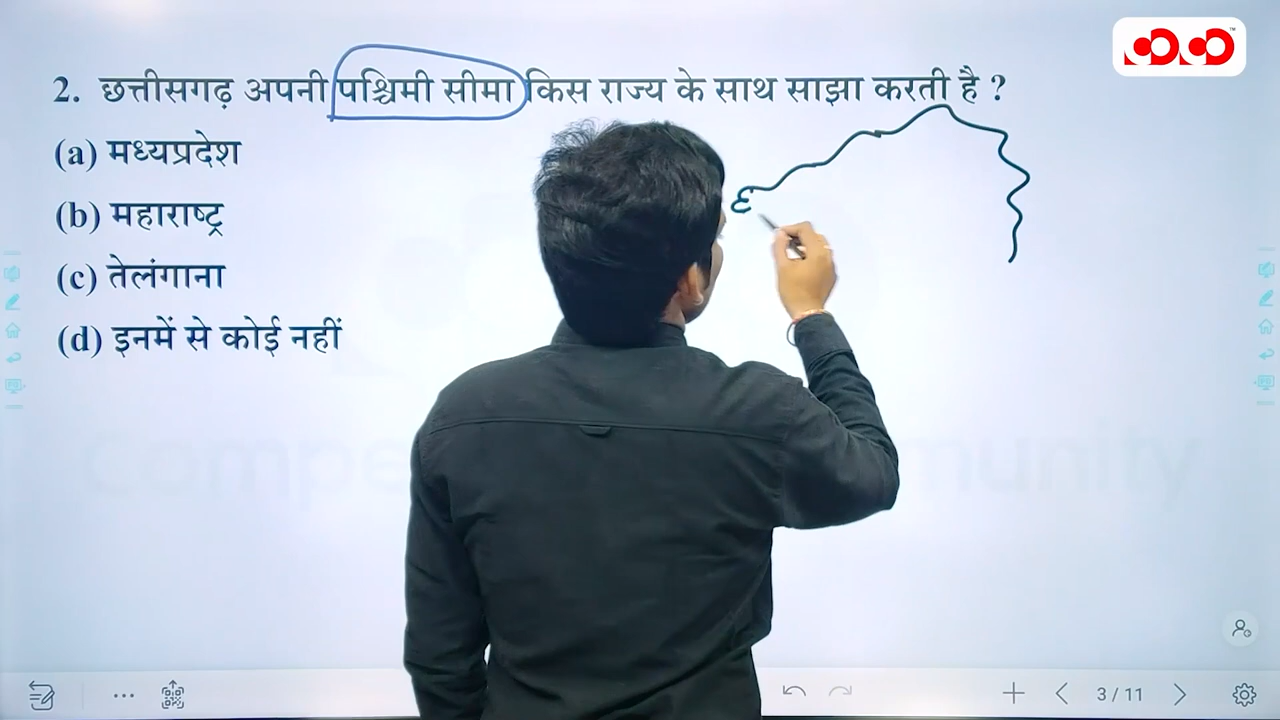 2. छत्तीसगढ़ अपनी पश्चिमी सीमा किस राज्य के साथ साझा करती है ?
(a) मध्यप्रदेश
(b) महाराष्ट्र
(c) तेलंगाना
(d) इनमें से कोई नहीं
3 / 11